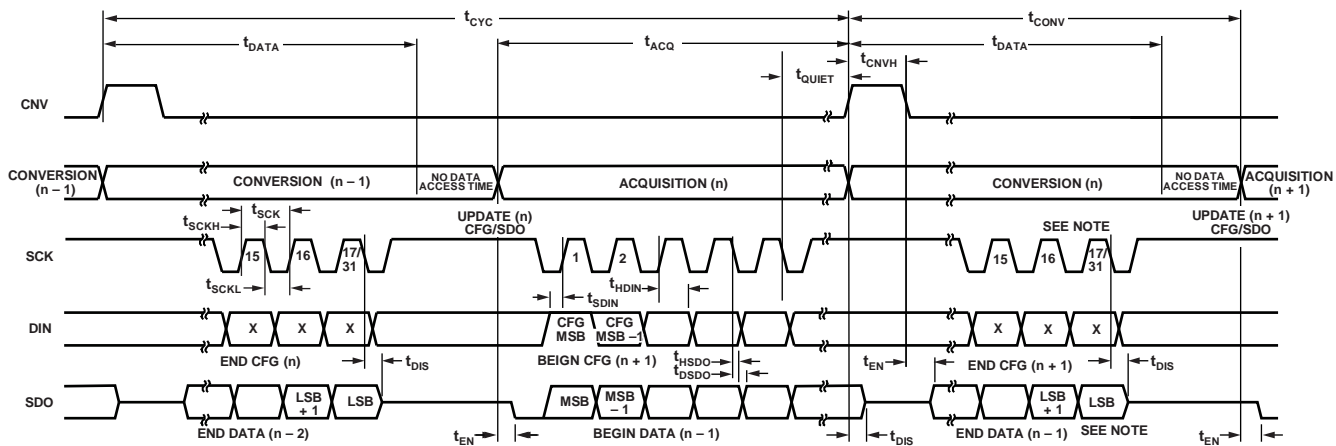 tCYC
tCONV
tDATA
tACQ
tDATA
tQUIET
tCNVH
CNV
CONVERSION
(n – 1)
CONVERSION (n – 1)
NO DATA
ACCESS TIME
ACQUISITION (n)
CONVERSION (n)
NO DATA
ACCESS TIME
ACQUISITION
(n + 1)
tSCK
tSCKH
UPDATE (n)
CFG/SDO
SEE NOTE
UPDATE (n + 1)
CFG/SDO
SCK
15
16
17/
31
1
2
15
16
17/
31
tSCKL
tHDIN
tSDIN
DIN
X
X
X
CFG
MSB
CFG
MSB –1
X
X
X
END CFG (n)
tDIS
BEIGN CFG (n + 1)
tHSDO
tDSDO
tEN
END CFG (n + 1)
tDIS
SDO
LSB
+ 1
LSB
MSB
MSB
–1
LSB
+ 1
LSB
END DATA (n – 2)
tEN
BEGIN DATA (n – 1)
tDIS
END DATA (n – 1)
SEE NOTE
tEN